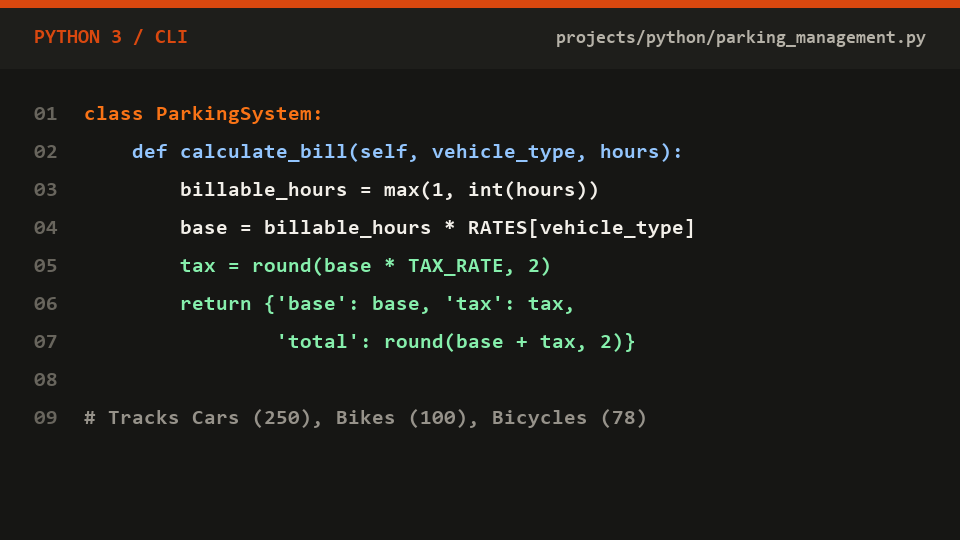 PYTHON 3 / CLI
projects/python/parking_management.py
01 class ParkingSystem:
02     def calculate_bill(self, vehicle_type, hours):
03         billable_hours = max(1, int(hours))
04         base = billable_hours * RATES[vehicle_type]
05         tax = round(base * TAX_RATE, 2)
06         return {'base': base, 'tax': tax,
07                 'total': round(base + tax, 2)}
08
09 # Tracks Cars (250), Bikes (100), Bicycles (78)